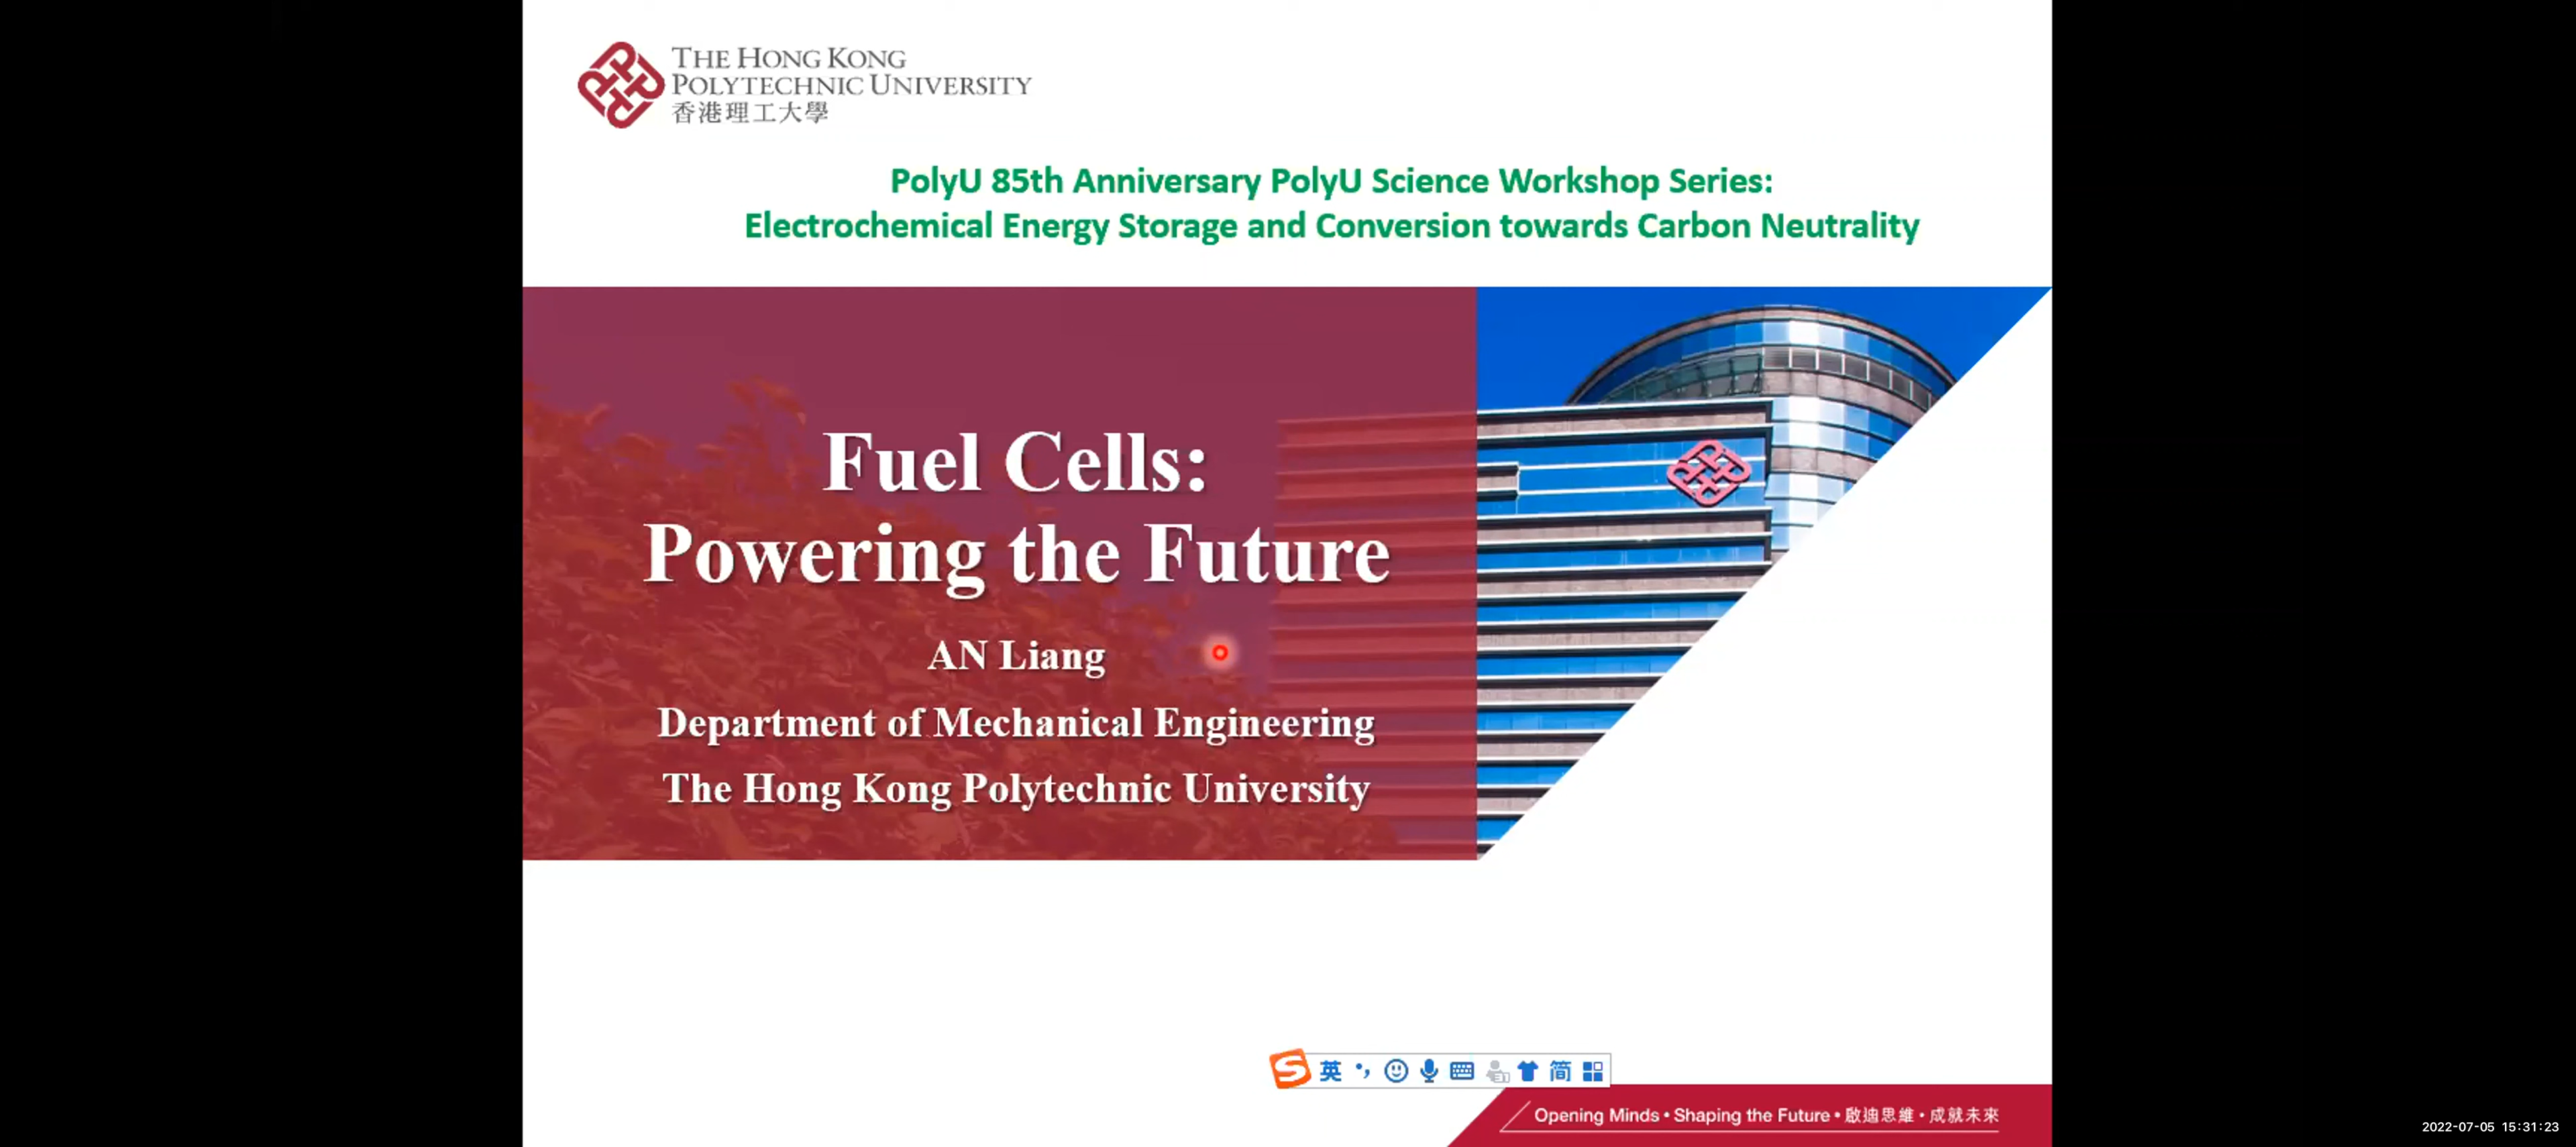 THE HONG KONG
POLYTECHNIC UNIVERSITY
香港理工大學
PolyU 85th Anniversary PolyU Science Workshop Series:
Electrochemical Energy Storage and Conversion towards Carbon Neutrality
Fuel Cells:
Powering the Future
AN Liang
Department of Mechanical Engineering
The Hong Kong Polytechnic University
S 英 简
Opening Minds • Shaping the Future • 啟迪思維 • 成就未來
2022-07-05 15:31:23